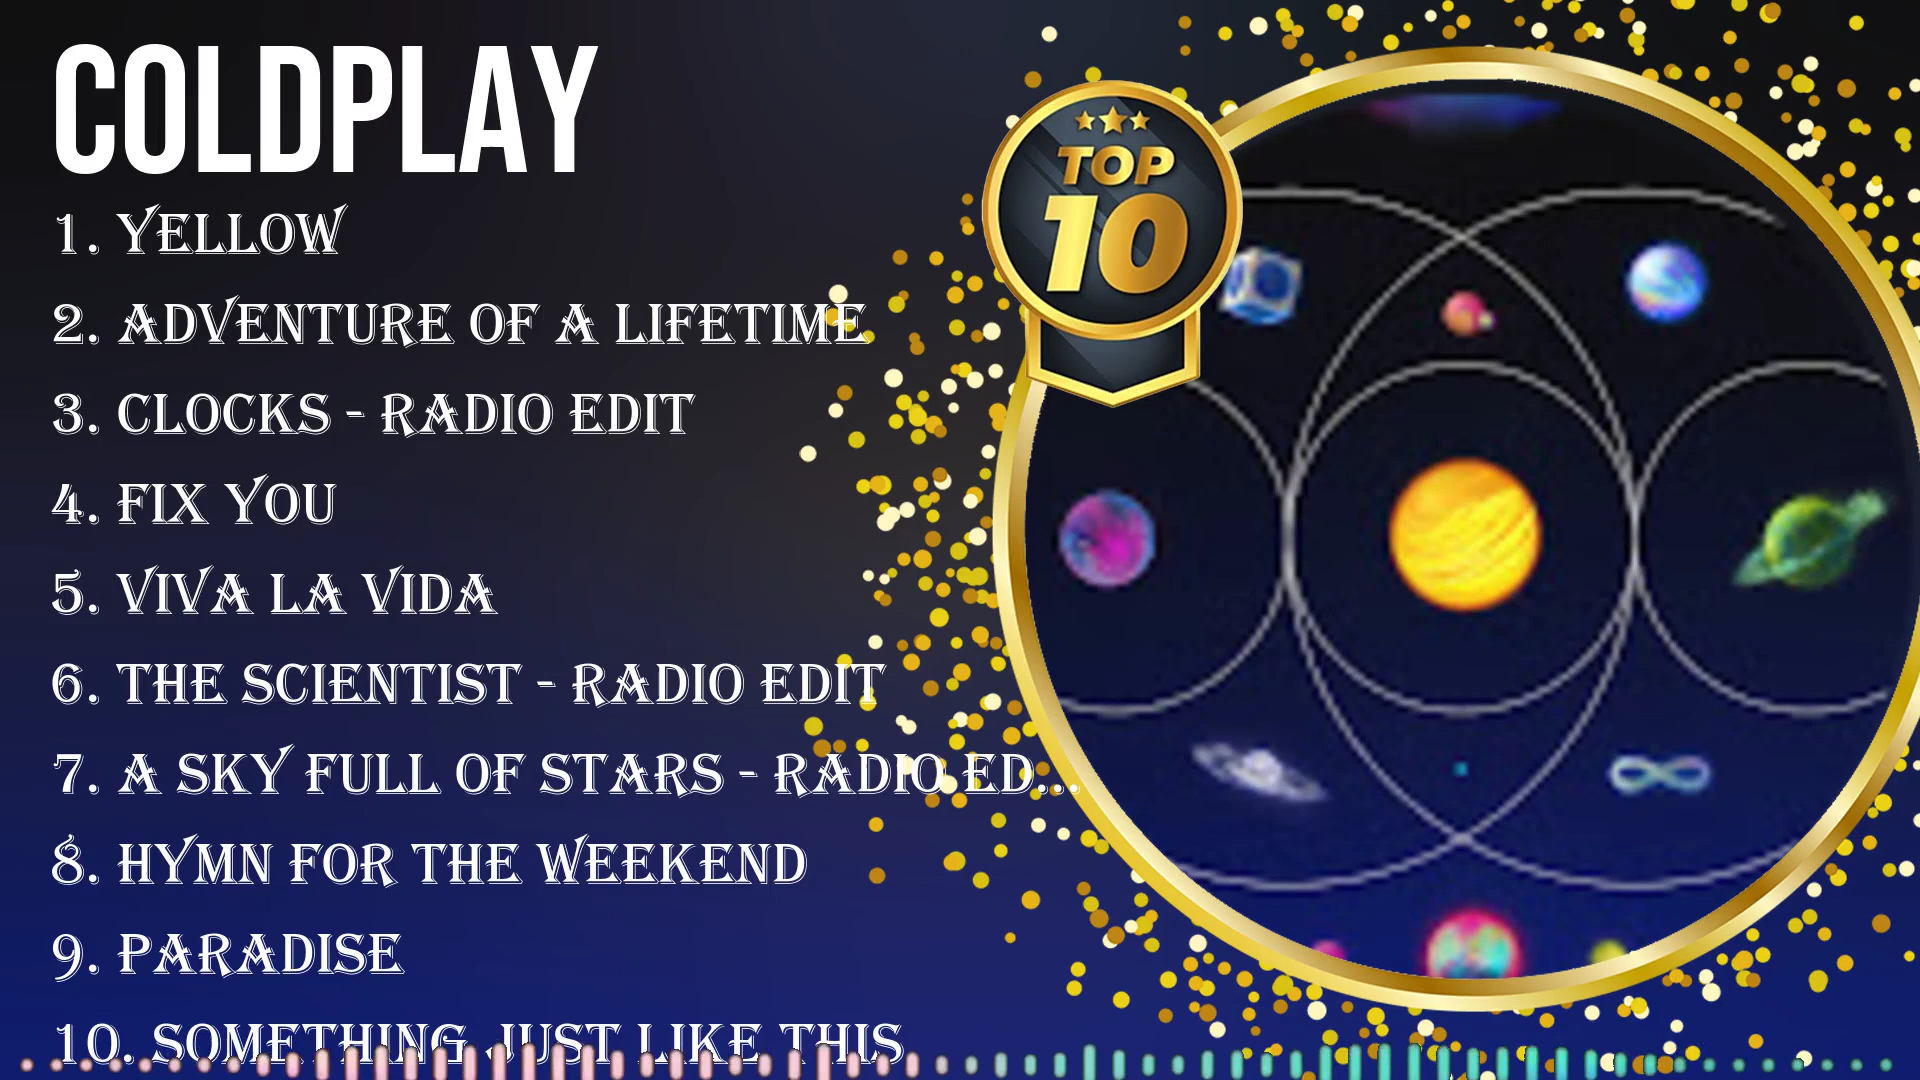 COLDPLAY
1. YELLOW
2. ADVENTURE OF A LIFETIME
3. CLOCKS - RADIO EDIT
4. FIX YOU
5. VIVA LA VIDA
6. THE SCIENTIST - RADIO EDIT
7. A SKY FULL OF STARS - RADIO ED...
8. HYMN FOR THE WEEKEND
9. PARADISE
10. SOMETHING JUST LIKE THIS
TOP
10